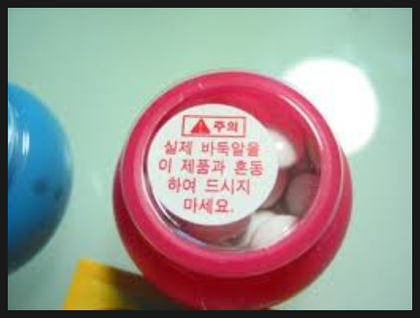 주의
실제 바둑알을
이 제품과 혼동
하여 드시지
마세요.